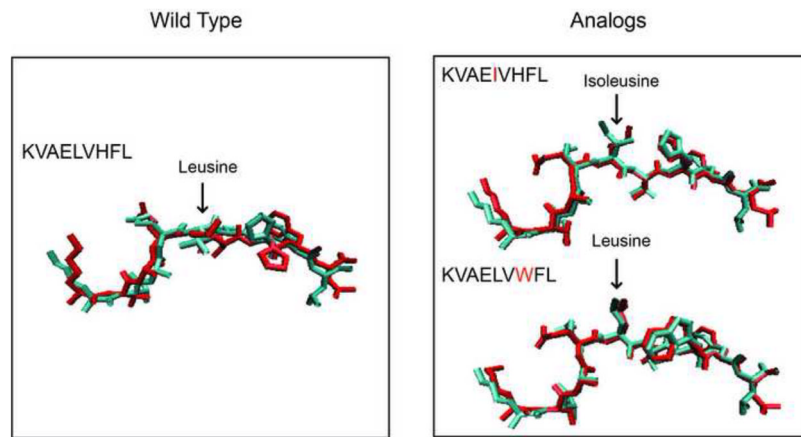 Wild Type
Analogs
KVAELVHFL
Leusine
KVAEIVHFL
Isoleusine
Leusine
KVAELVWFL